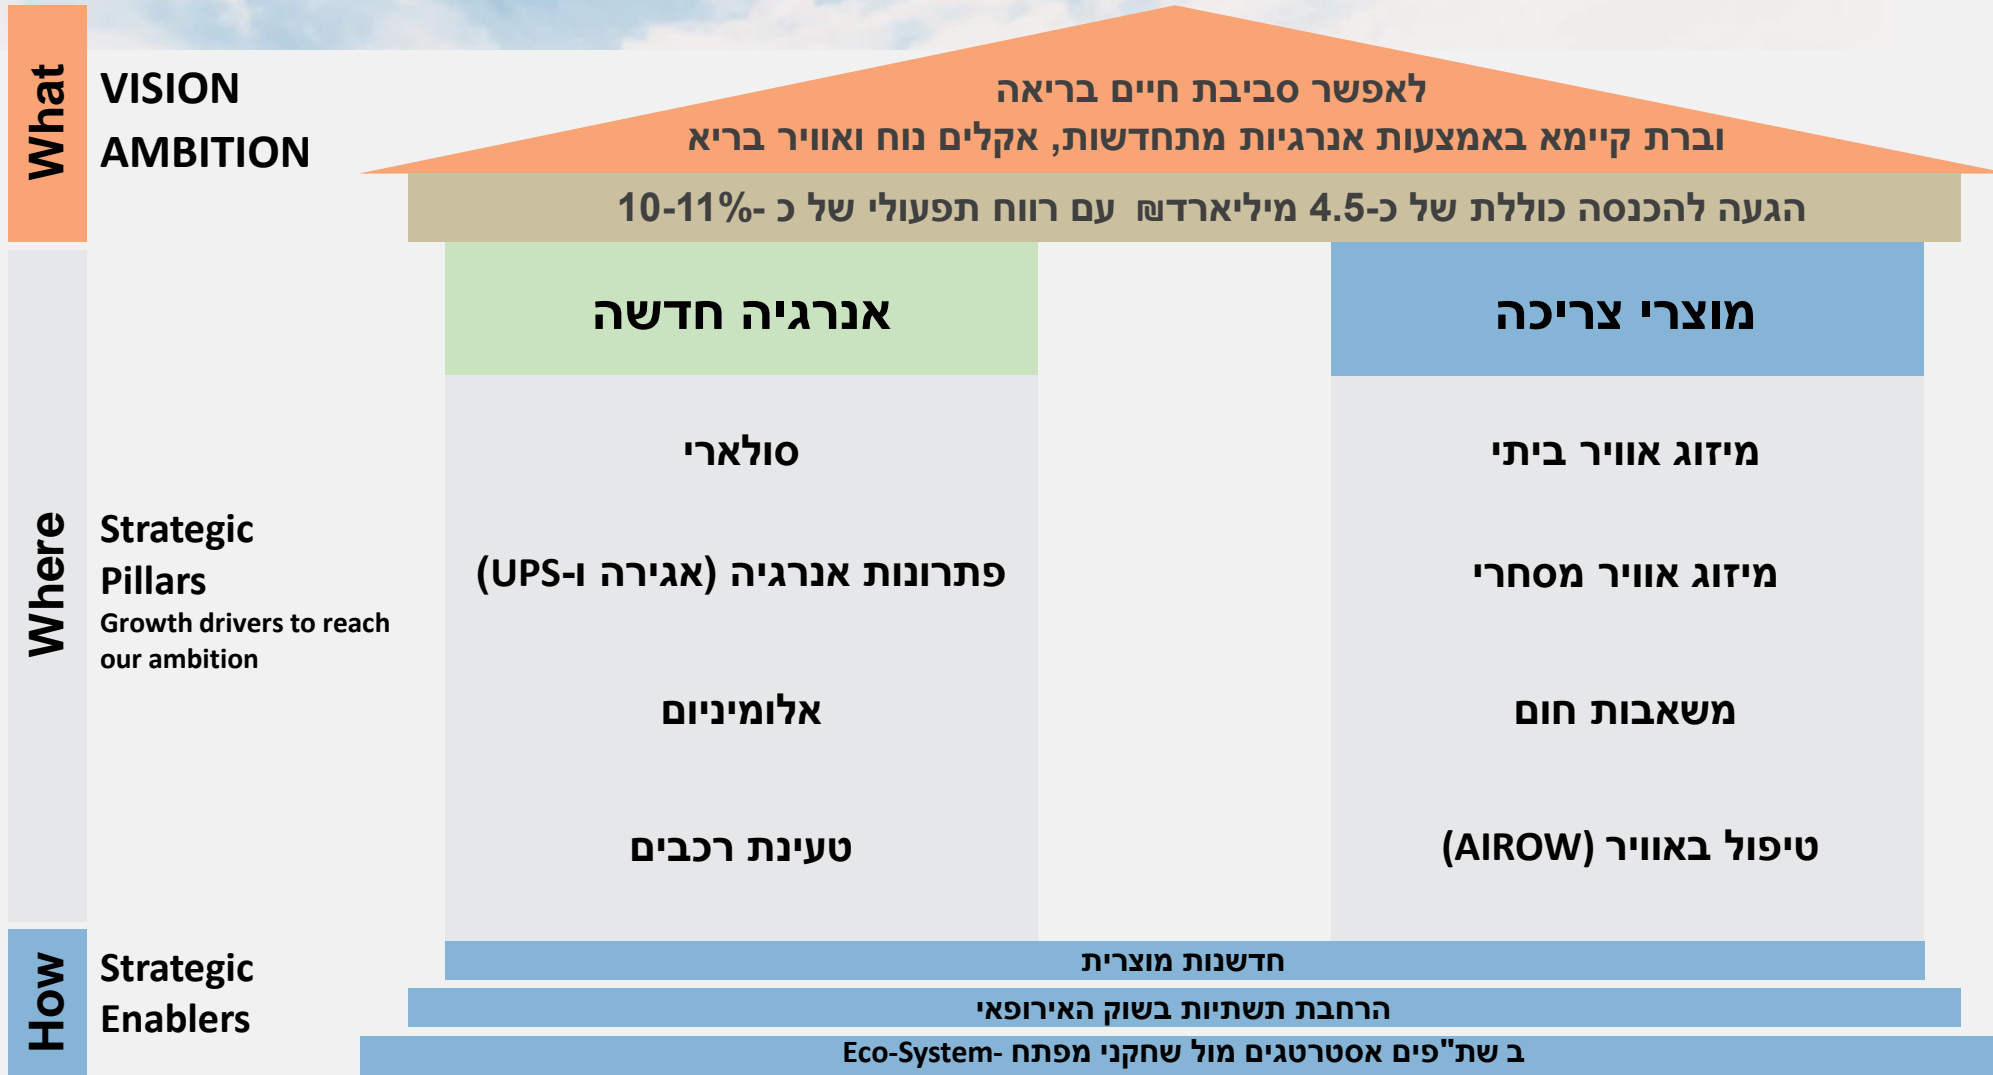 What
VISION
AMBITION
לאפשר סביבת חיים בריאה
וברת קיימא באמצעות אנרגיות מתחדשות, אקלים נוח ואוויר בריא
הגעה להכנסה כוללת של כ-4.5 מיליארד₪ עם רווח תפעולי של כ -10-11%
Where
Strategic
Pillars
Growth drivers to reach
our ambition
מוצרי צריכה
מיזוג אוויר ביתי
מיזוג אוויר מסחרי
משאבות חום
טיפול באוויר (AIROW)
אנרגיה חדשה
סולארי
פתרונות אנרגיה (אגירה ו-UPS)
אלומיניום
טעינת רכבים
How
Strategic
Enablers
חדשנות מוצרית
הרחבת תשתיות בשוק האירופאי
ב שת"פים אסטרטגים מול שחקני מפתח -Eco-System